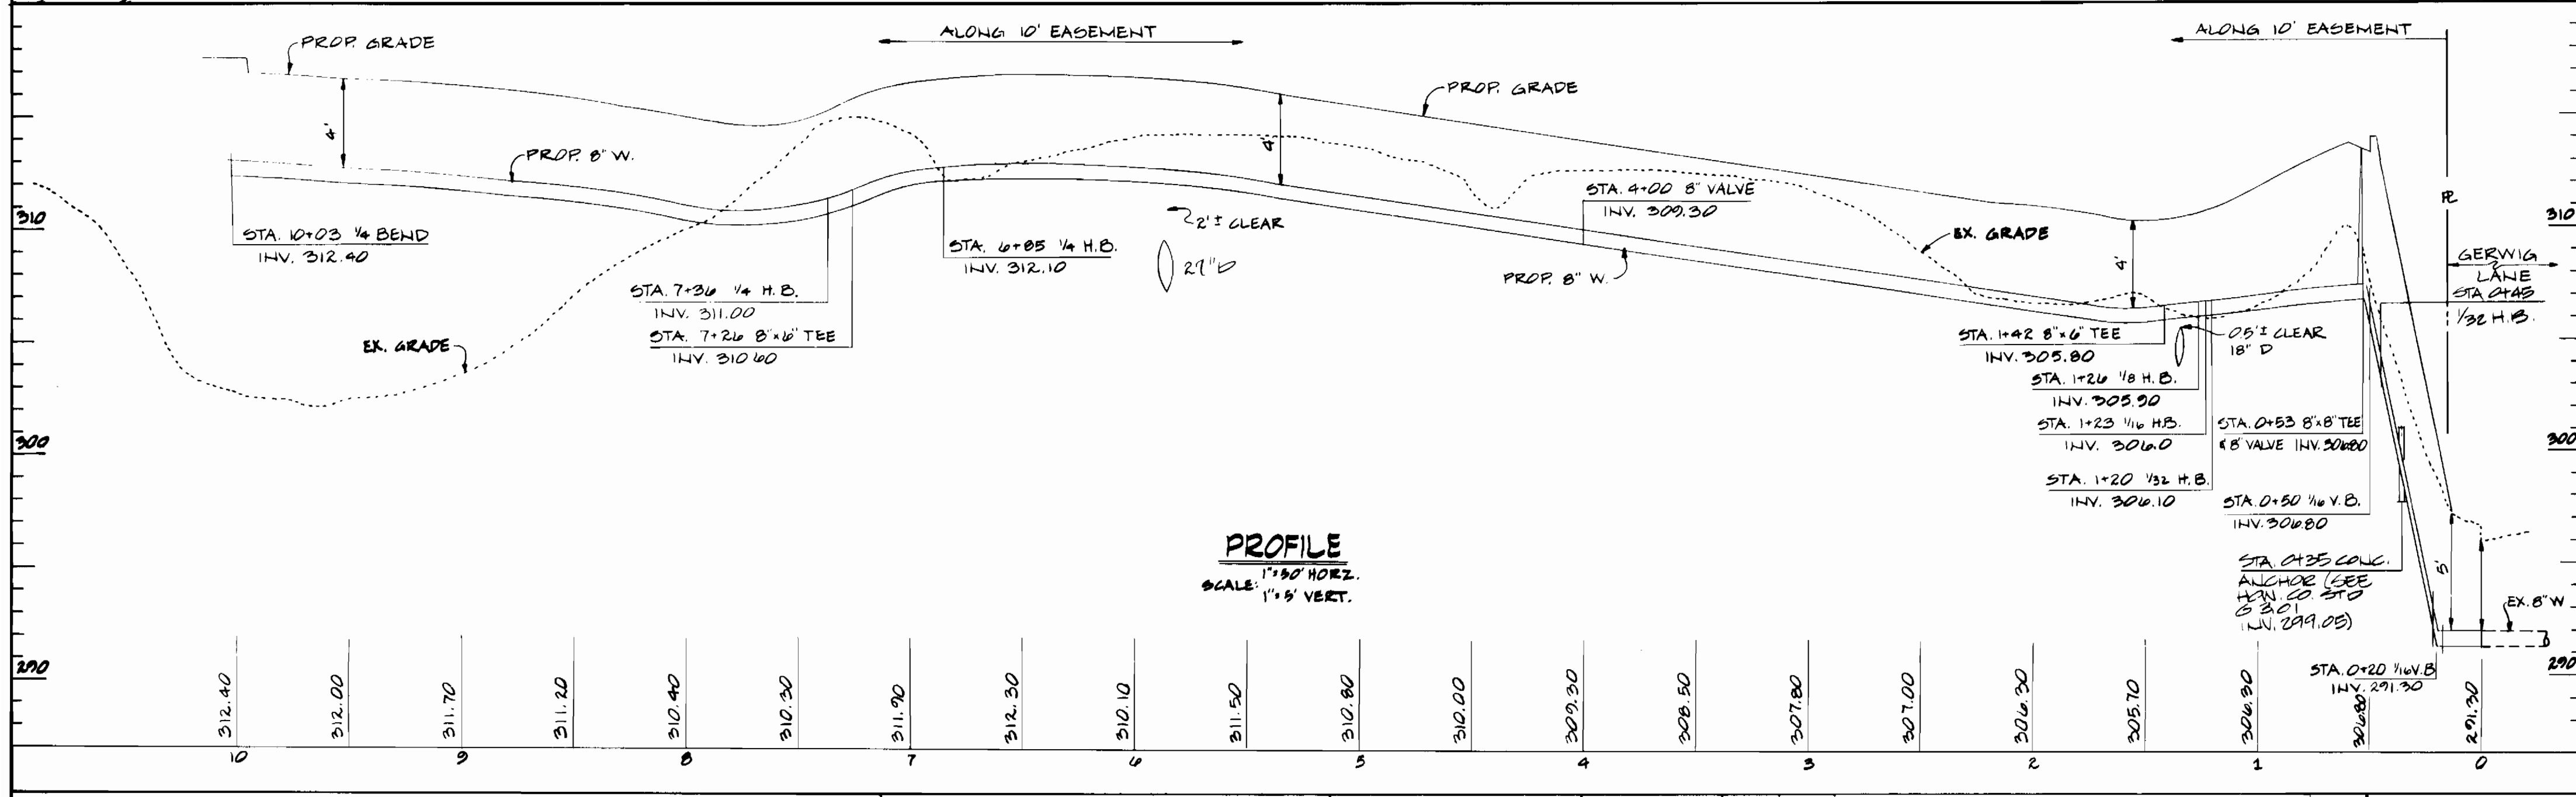 PROP. GRADE
ALONG 10' EASEMENT
ALONG 10' EASEMENT
PROP. GRADE
4'
PROP. 8" W.
4'
STA. 4+00 8" VALVE
INV. 309.30
310
STA. 10+03 1/4 BEND
INV. 312.40
2'± CLEAR
27" D
STA. 6+85 1/4 H.B.
INV. 312.10
PROP. 8" W.
EX. GRADE
4'
PL
310
GERWIG
LANE
STA 0+45
1/32 H.B.
STA. 7+36 1/4 H.B.
INV. 311.00
STA. 7+26 8"x6" TEE
INV. 310.60
EX. GRADE
STA. 1+42 8"x6" TEE
INV. 305.80
0.5'± CLEAR
18" D
STA. 1+26 1/8 H.B.
INV. 305.90
STA. 1+23 1/16 H.B.
INV. 306.0
STA. 0+53 8"x8" TEE
& 8" VALVE INV. 306.80
300
300
STA. 1+20 1/32 H.B.
INV. 306.10
STA. 0+50 1/16 V.B.
INV. 306.80
PROFILE
SCALE: 1"=50' HORZ.
1"=5' VERT.
STA. 0+35 CONC.
ANCHOR (SEE
HOW. CO. STD
G 3.01
INV. 299.05)
5'
EX. 8" W
290
290
STA. 0+20 1/16 V.B
INV. 291.30
312.40 312.00 311.70 311.20 310.40 310.30 311.90 312.30 310.10 311.50 310.80 310.00 309.30 308.50 307.80 307.00 306.30 305.70 306.30 306.80 291.30
10 9 8 7 6 5 4 3 2 1 0